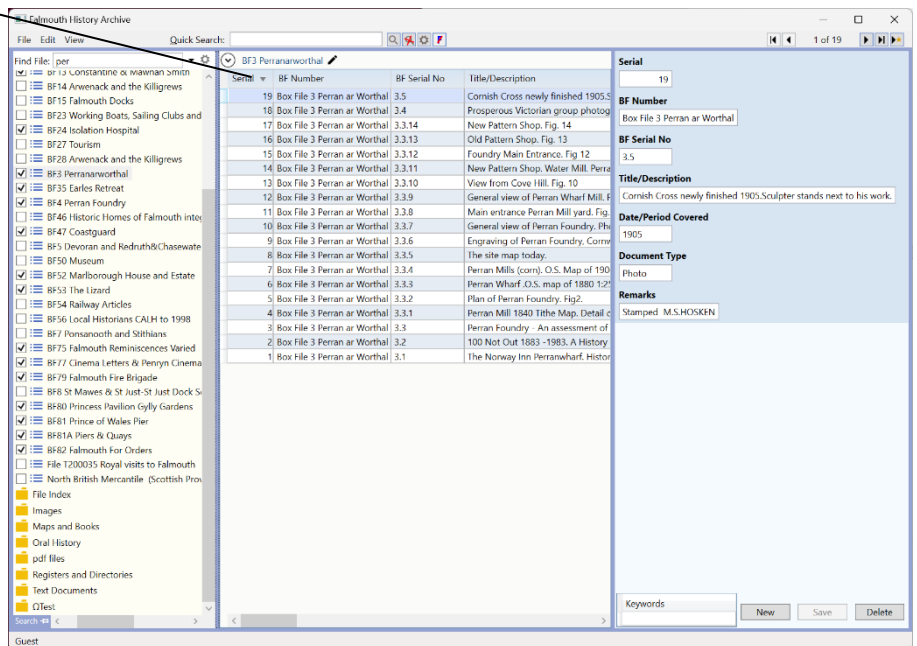 Falmouth History Archive
File Edit View Quick Search: 1 of 19
Find File: per
BF13 Constantine & Mawnan Smith
BF14 Arwenack and the Killigrews
BF15 Falmouth Docks
BF23 Working Boats, Sailing Clubs and
BF24 Isolation Hospital
BF27 Tourism
BF28 Arwenack and the Killigrews
BF3 Perranarworthal
BF35 Earles Retreat
BF4 Perran Foundry
BF46 Historic Homes of Falmouth inte
BF47 Coastguard
BF5 Devoran and Redruth&Chasewate
BF50 Museum
BF52 Marlborough House and Estate
BF53 The Lizard
BF54 Railway Articles
BF56 Local Historians CALH to 1998
BF7 Ponsanooth and Stithians
BF75 Falmouth Reminiscences Varied
BF77 Cinema Letters & Penryn Cinema
BF79 Falmouth Fire Brigade
BF8 St Mawes & St Just-St Just Dock S
BF80 Princess Pavilion Gylly Gardens
BF81 Prince of Wales Pier
BF81A Piers & Quays
BF82 Falmouth For Orders
File T200035 Royal visits to Falmouth
North British Mercantile (Scottish Prov
File Index
Images
Maps and Books
Oral History
pdf files
Registers and Directories
Text Documents
QTest
Search
Guest
BF3 Perranarworthal
Serial BF Number BF Serial No Title/Description
19 Box File 3 Perran ar Worthal 3.5 Cornish Cross newly finished 1905.S
18 Box File 3 Perran ar Worthal 3.4 Prosperous Victorian group photog
17 Box File 3 Perran ar Worthal 3.3.14 New Pattern Shop. Fig. 14
16 Box File 3 Perran ar Worthal 3.3.13 Old Pattern Shop. Fig. 13
15 Box File 3 Perran ar Worthal 3.3.12 Foundry Main Entrance. Fig 12
14 Box File 3 Perran ar Worthal 3.3.11 New Pattern Shop. Water Mill. Perra
13 Box File 3 Perran ar Worthal 3.3.10 View from Cove Hill. Fig. 10
12 Box File 3 Perran ar Worthal 3.3.9 General view of Perran Wharf Mill. F
11 Box File 3 Perran ar Worthal 3.3.8 Main entrance Perran Mill yard. Fig.
10 Box File 3 Perran ar Worthal 3.3.7 General view of Perran Foundry. Ph
9 Box File 3 Perran ar Worthal 3.3.6 Engraving of Perran Foundry, Cornw
8 Box File 3 Perran ar Worthal 3.3.5 The site map today.
7 Box File 3 Perran ar Worthal 3.3.4 Perran Mills (corn). O.S. Map of 190
6 Box File 3 Perran ar Worthal 3.3.3 Perran Wharf .O.S. map of 1880 1:25
5 Box File 3 Perran ar Worthal 3.3.2 Plan of Perran Foundry. Fig2.
4 Box File 3 Perran ar Worthal 3.3.1 Perran Mill 1840 Tithe Map. Detail o
3 Box File 3 Perran ar Worthal 3.3 Perran Foundry - An assessment of
2 Box File 3 Perran ar Worthal 3.2 100 Not Out 1883 -1983. A History
1 Box File 3 Perran ar Worthal 3.1 The Norway Inn Perranwharf. Histor
Serial
19
BF Number
Box File 3 Perran ar Worthal
BF Serial No
3.5
Title/Description
Cornish Cross newly finished 1905.Sculpter stands next to his work.
Date/Period Covered
1905
Document Type
Photo
Remarks
Stamped M.S.HOSKEN
Keywords
New Save Delete